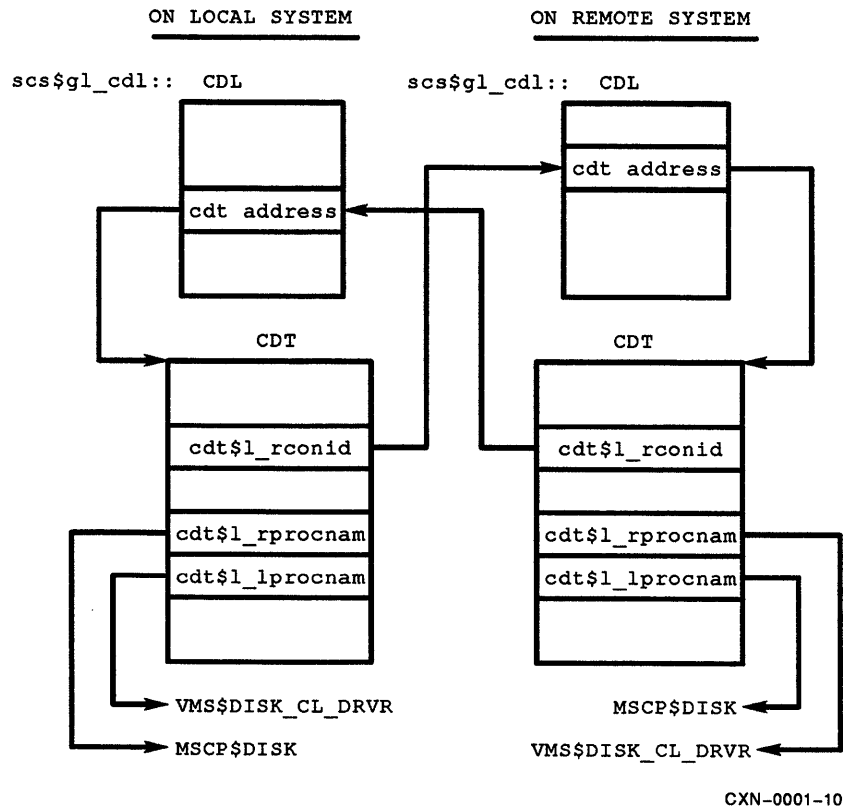 ON LOCAL SYSTEM
ON REMOTE SYSTEM
scs$gl_cdl:: CDL
scs$gl_cdl:: CDL
cdt address
cdt address
CDT
CDT
cdt$l_rconid
cdt$l_rconid
cdt$l_rprocnam
cdt$l_rprocnam
cdt$l_lprocnam
cdt$l_lprocnam
VMS$DISK_CL_DRVR
MSCP$DISK
MSCP$DISK
VMS$DISK_CL_DRVR
CXN-0001-10